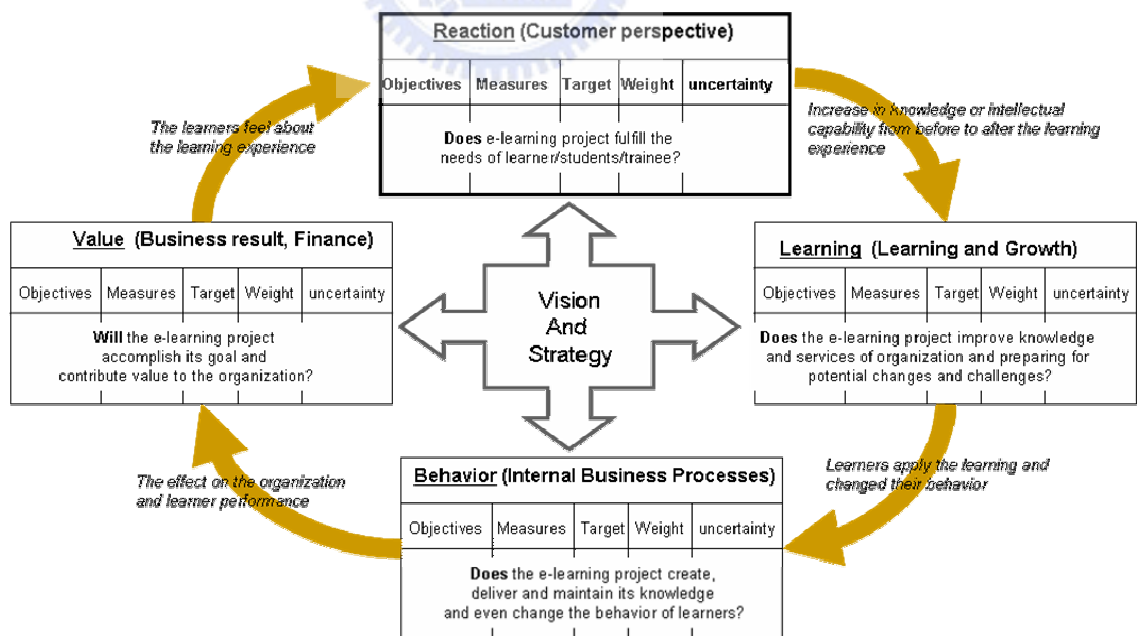 Reaction (Customer perspective)
Objectives Measures Target Weight uncertainty
Does e-learning project fulfill the
needs of learner/students/trainee?
The learners feel about
the learning experience
Increase in knowledge or intellectual
capability from before to after the learning
experience
Value (Business result, Finance)
Objectives Measures Target Weight uncertainty
Will the e-learning project
accomplish its goal and
contribute value to the organization?
Vision
And
Strategy
Learning (Learning and Growth)
Objectives Measures Target Weight uncertainty
Does the e-learning project improve knowledge
and services of organization and preparing for
potential changes and challenges?
The effect on the organization
and learner performance
Learners apply the learning and
changed their behavior
Behavior (Internal Business Processes)
Objectives Measures Target Weight uncertainty
Does the e-learning project create,
deliver and maintain its knowledge
and even change the behavior of learners?